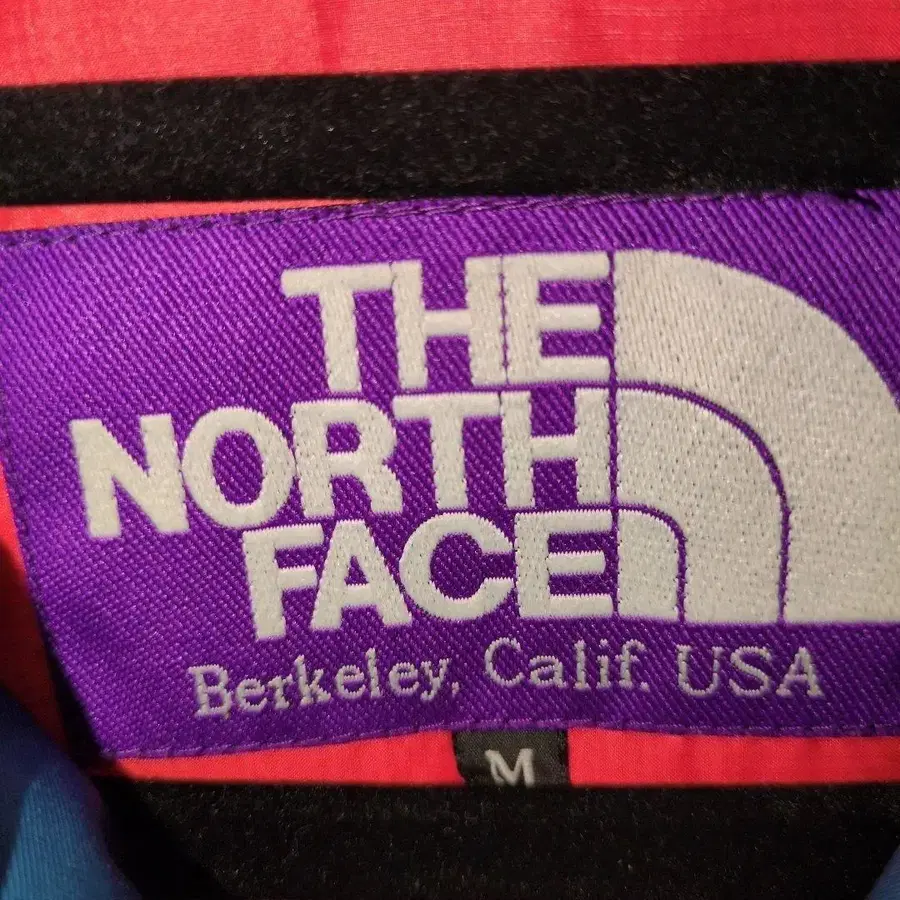 THE
NORTH
FACE
Berkeley, Calif. USA
M